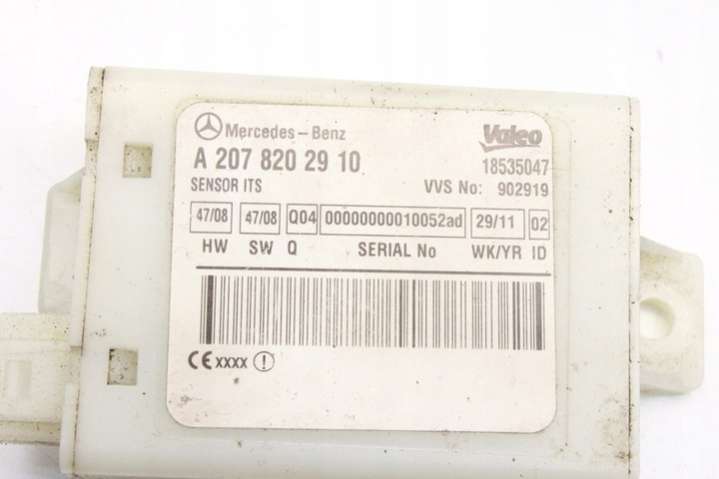 Mercedes-Benz
Valeo
A 207 820 29 10
18535047
SENSOR ITS
VVS No: 902919
47/08 47/08 Q04 00000000010052ad 29/11 02
HW SW Q SERIAL No WK/YR ID
CE xxxx !